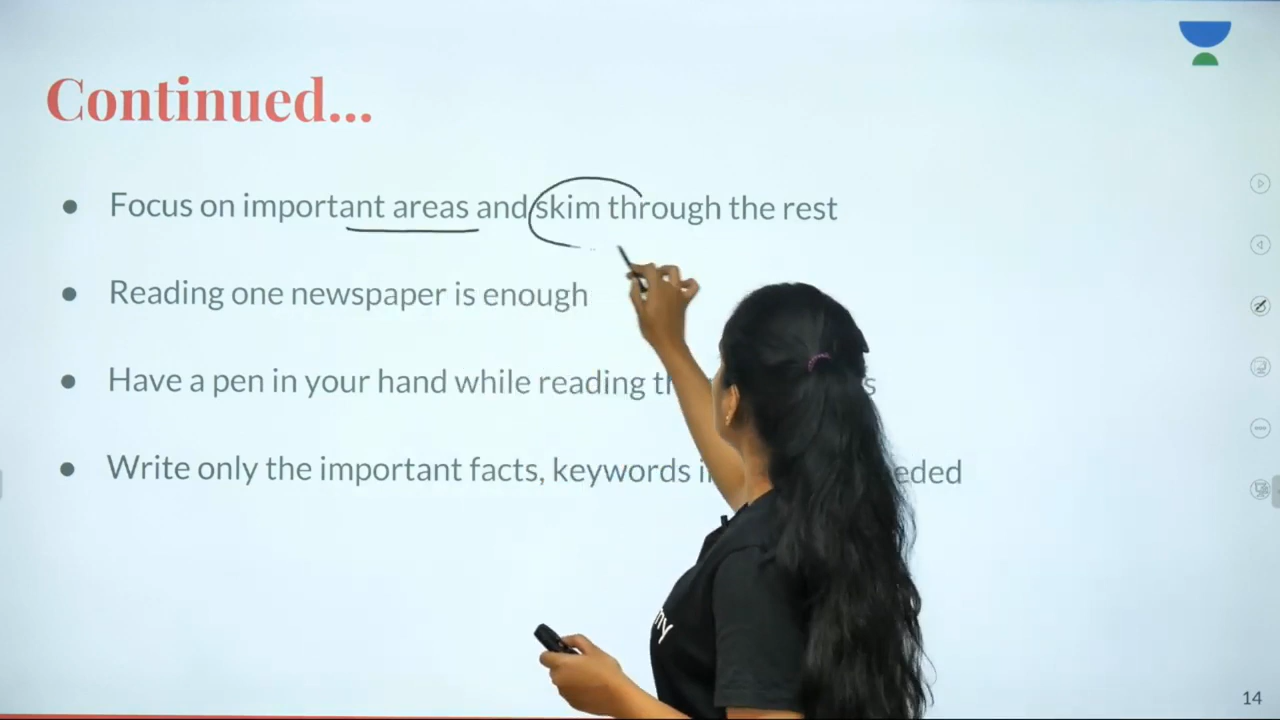 Continued...
● Focus on important areas and skim through the rest
● Reading one newspaper is enough
● Have a pen in your hand while reading
● Write only the important facts, keywords
my
14